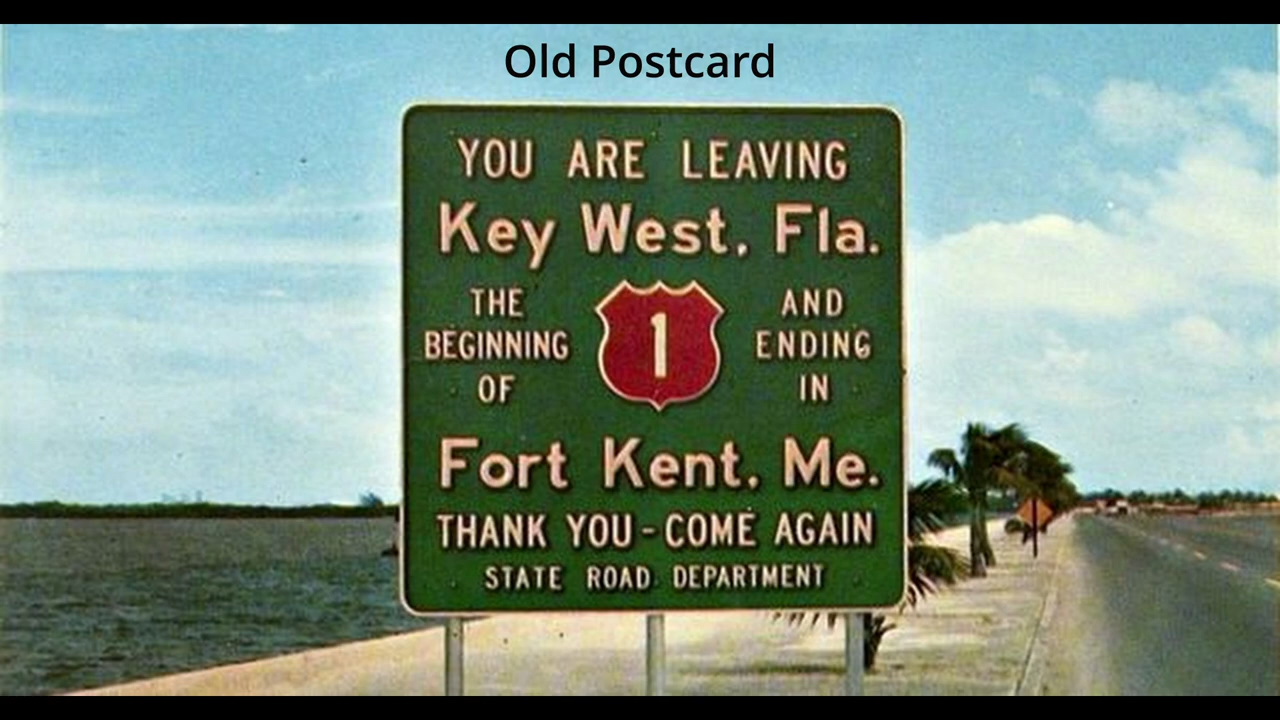 Old Postcard
YOU ARE LEAVING
Key West, Fla.
THE BEGINNING OF
1
AND ENDING IN
Fort Kent, Me.
THANK YOU - COME AGAIN
STATE ROAD DEPARTMENT